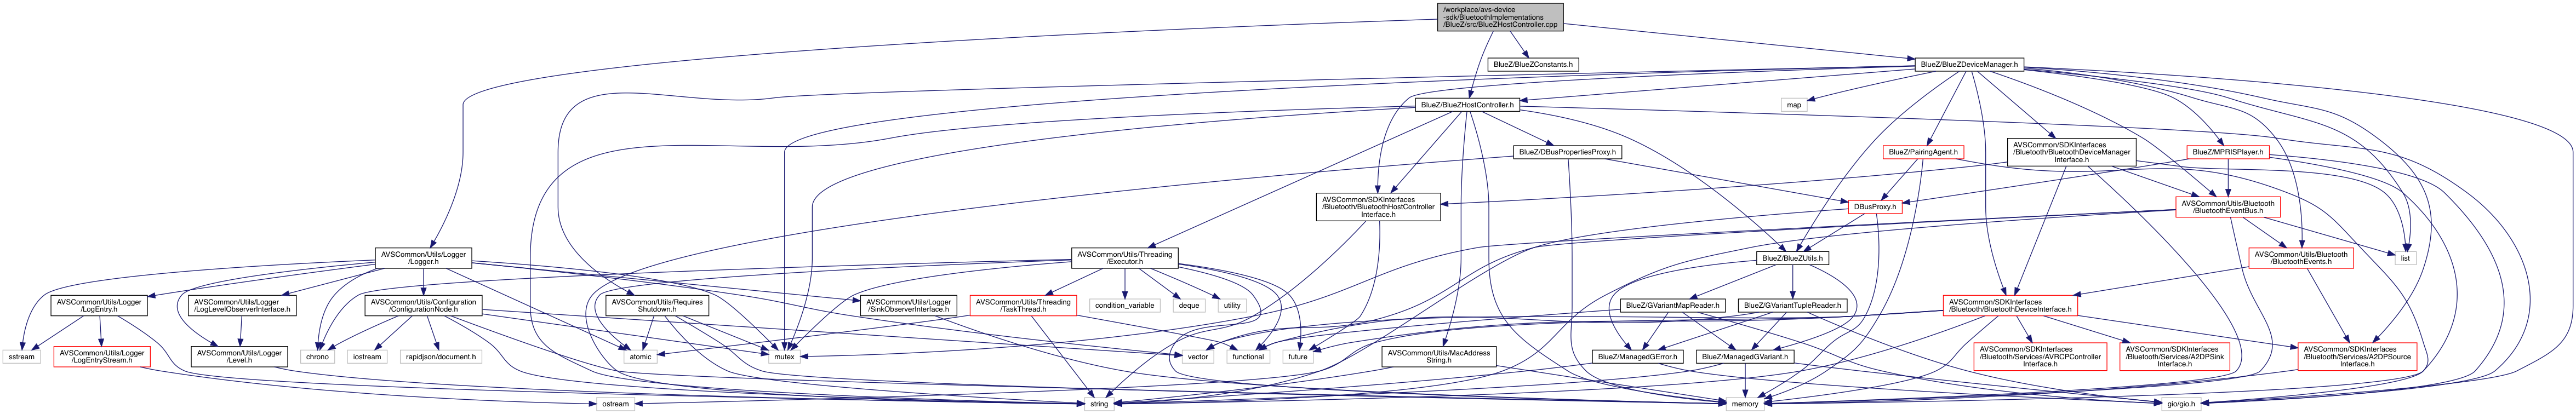 /workplace/avs-device
-sdk/BluetoothImplementations
/BlueZ/src/BlueZHostController.cpp
BlueZ/BlueZConstants.h
BlueZ/BlueZDeviceManager.h
BlueZ/BlueZHostController.h
map
BlueZ/DBusPropertiesProxy.h
BlueZ/PairingAgent.h
AVSCommon/SDKInterfaces
/Bluetooth/BluetoothDeviceManager
Interface.h
BlueZ/MPRISPlayer.h
AVSCommon/SDKInterfaces
/Bluetooth/BluetoothHostController
Interface.h
DBusProxy.h
AVSCommon/Utils/Bluetooth
/BluetoothEventBus.h
AVSCommon/Utils/Logger
/Logger.h
AVSCommon/Utils/Threading
/Executor.h
BlueZ/BlueZUtils.h
AVSCommon/Utils/Bluetooth
/BluetoothEvents.h
list
AVSCommon/Utils/Logger
/LogEntry.h
AVSCommon/Utils/Logger
/LogLevelObserverInterface.h
AVSCommon/Utils/Configuration
/ConfigurationNode.h
AVSCommon/Utils/Requires
Shutdown.h
AVSCommon/Utils/Logger
/SinkObserverInterface.h
AVSCommon/Utils/Threading
/TaskThread.h
condition_variable
deque
utility
BlueZ/GVariantMapReader.h
BlueZ/GVariantTupleReader.h
AVSCommon/SDKInterfaces
/Bluetooth/BluetoothDeviceInterface.h
sstream
AVSCommon/Utils/Logger
/LogEntryStream.h
AVSCommon/Utils/Logger
/Level.h
chrono
iostream
rapidjson/document.h
atomic
mutex
vector
functional
future
AVSCommon/Utils/MacAddress
String.h
BlueZ/ManagedGError.h
BlueZ/ManagedGVariant.h
AVSCommon/SDKInterfaces
/Bluetooth/Services/AVRCPController
Interface.h
AVSCommon/SDKInterfaces
/Bluetooth/Services/A2DPSink
Interface.h
AVSCommon/SDKInterfaces
/Bluetooth/Services/A2DPSource
Interface.h
ostream
string
memory
gio/gio.h